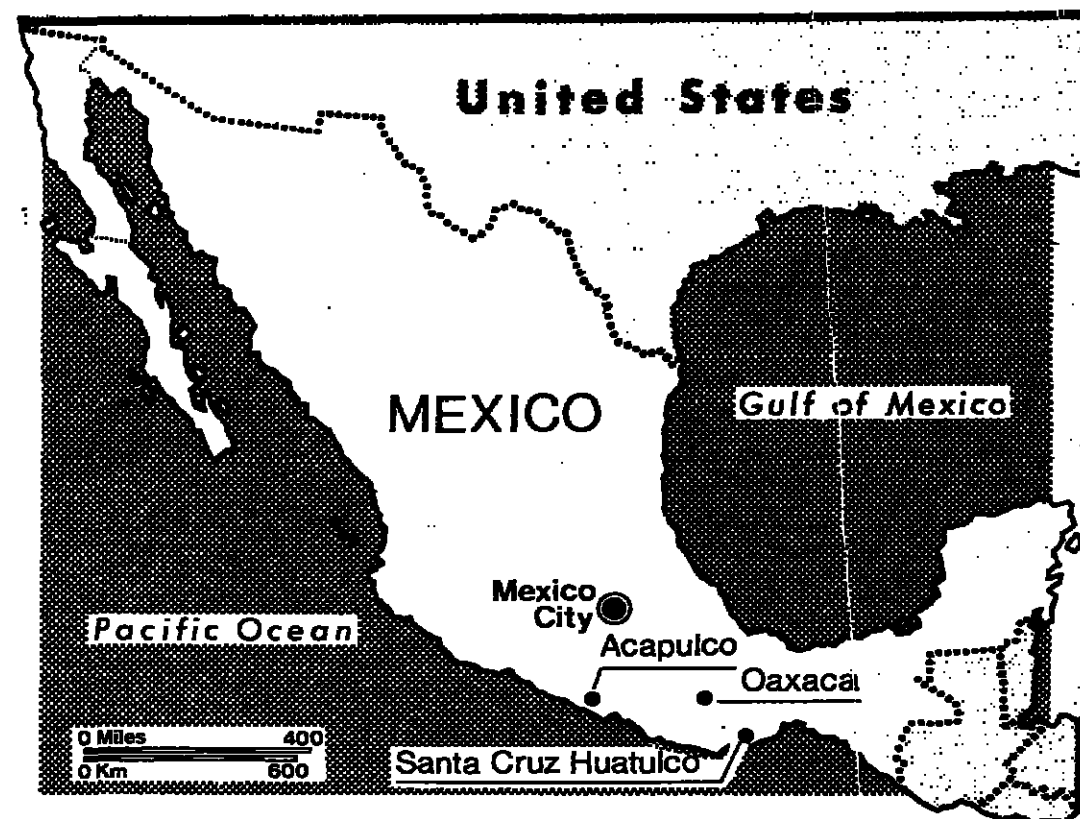 United States
MEXICO
Gulf of Mexico
Mexico
City
Pacific Ocean
Acapulco
Oaxaca
0 Miles 400
0 Km 600
Santa Cruz Huatulco